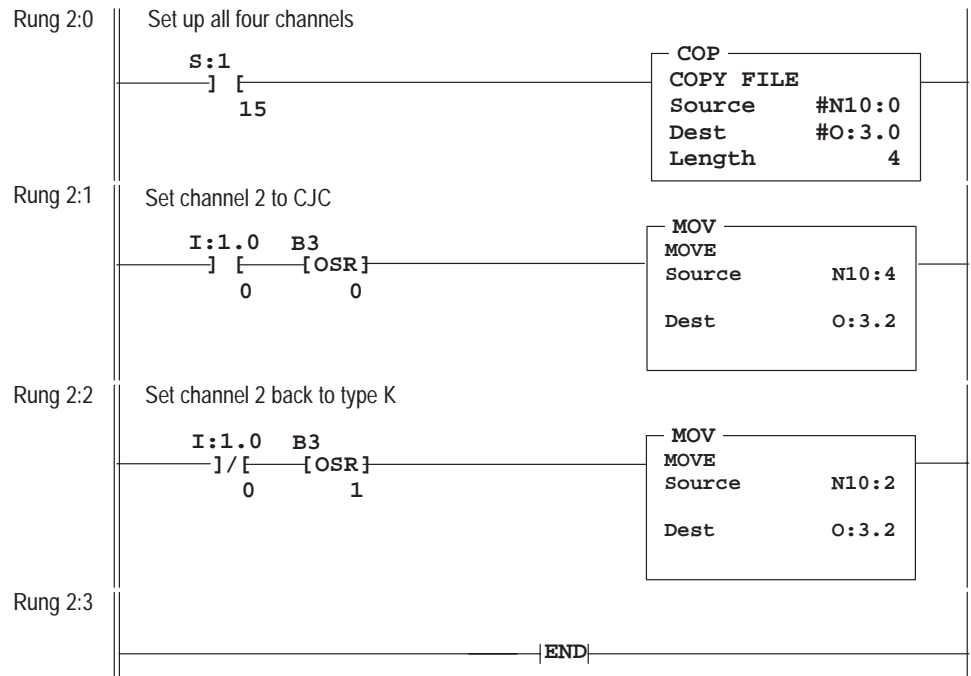 Rung 2:0
Set up all four channels
S:1
] [
15
COP
COPY FILE
Source #N10:0
Dest #O:3.0
Length 4
Rung 2:1
Set channel 2 to CJC
I:1.0 B3
] [ [OSR]
0 0
MOV
MOVE
Source N10:4
Dest O:3.2
Rung 2:2
Set channel 2 back to type K
I:1.0 B3
]/[ [OSR]
0 1
MOV
MOVE
Source N10:2
Dest O:3.2
Rung 2:3
END